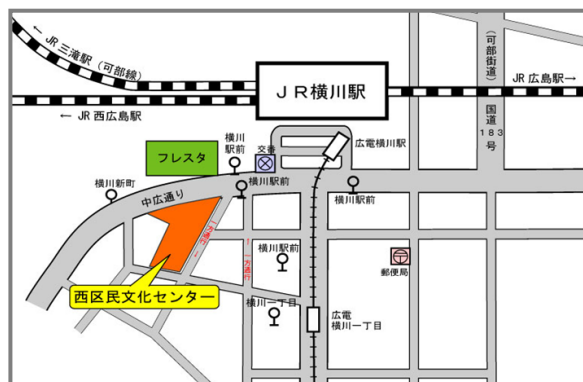 ← JR三滝駅(可部線)
JR横川駅
JR 広島駅→
← JR西広島駅
(可部街道)
国道
183号
フレスタ
横川
駅前
交番
広電横川駅
横川新町
中広通り
横川駅前
横川駅前
一方通行
↑一方通行
横川駅前
郵便局
西区民文化センター
横川一丁目
広電
横川一丁目